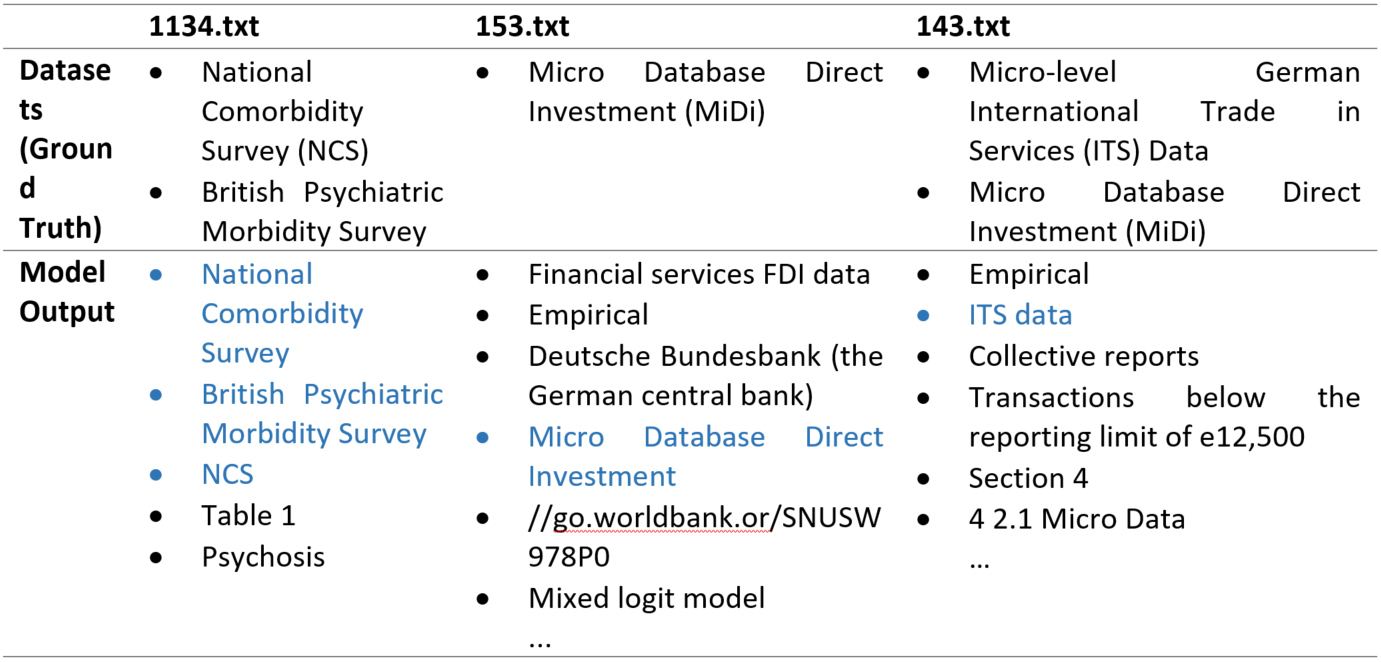 1134.txt
153.txt
143.txt
Datase
ts
(Groun
d
Truth)
• National
Comorbidity
Survey (NCS)
• British Psychiatric
Morbidity Survey
• Micro Database Direct
Investment (MiDi)
• Micro-level German
International Trade in
Services (ITS) Data
• Micro Database Direct
Investment (MiDi)
Model
Output
• National
Comorbidity
Survey
• British Psychiatric
Morbidity Survey
• NCS
• Table 1
• Psychosis
• Financial services FDI data
• Empirical
• Deutsche Bundesbank (the
German central bank)
• Micro Database Direct
Investment
• //go.worldbank.or/SNUSW
978P0
• Mixed logit model
...
• Empirical
• ITS data
• Collective reports
• Transactions below the
reporting limit of e12,500
• Section 4
• 4 2.1 Micro Data
...